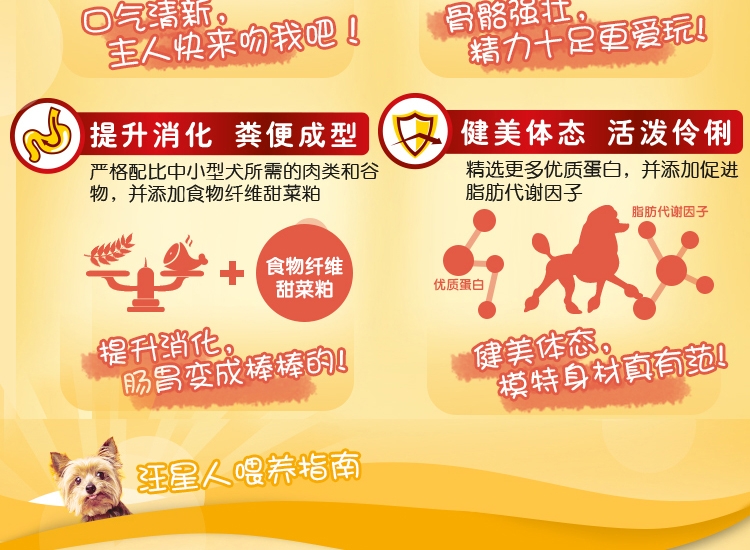 口气清新，
主人快来吻我吧！
骨骼强壮，
精力十足更爱玩！
提升消化 粪便成型
严格配比中小型犬所需的肉类和谷
物，并添加食物纤维甜菜粕
食物纤维
甜菜粕
提升消化，
肠胃变成棒棒的！
健美体态 活泼伶俐
精选更多优质蛋白，并添加促进
脂肪代谢因子
脂肪代谢因子
优质蛋白
健美体态，
模特身材真有范！
汪星人喂养指南